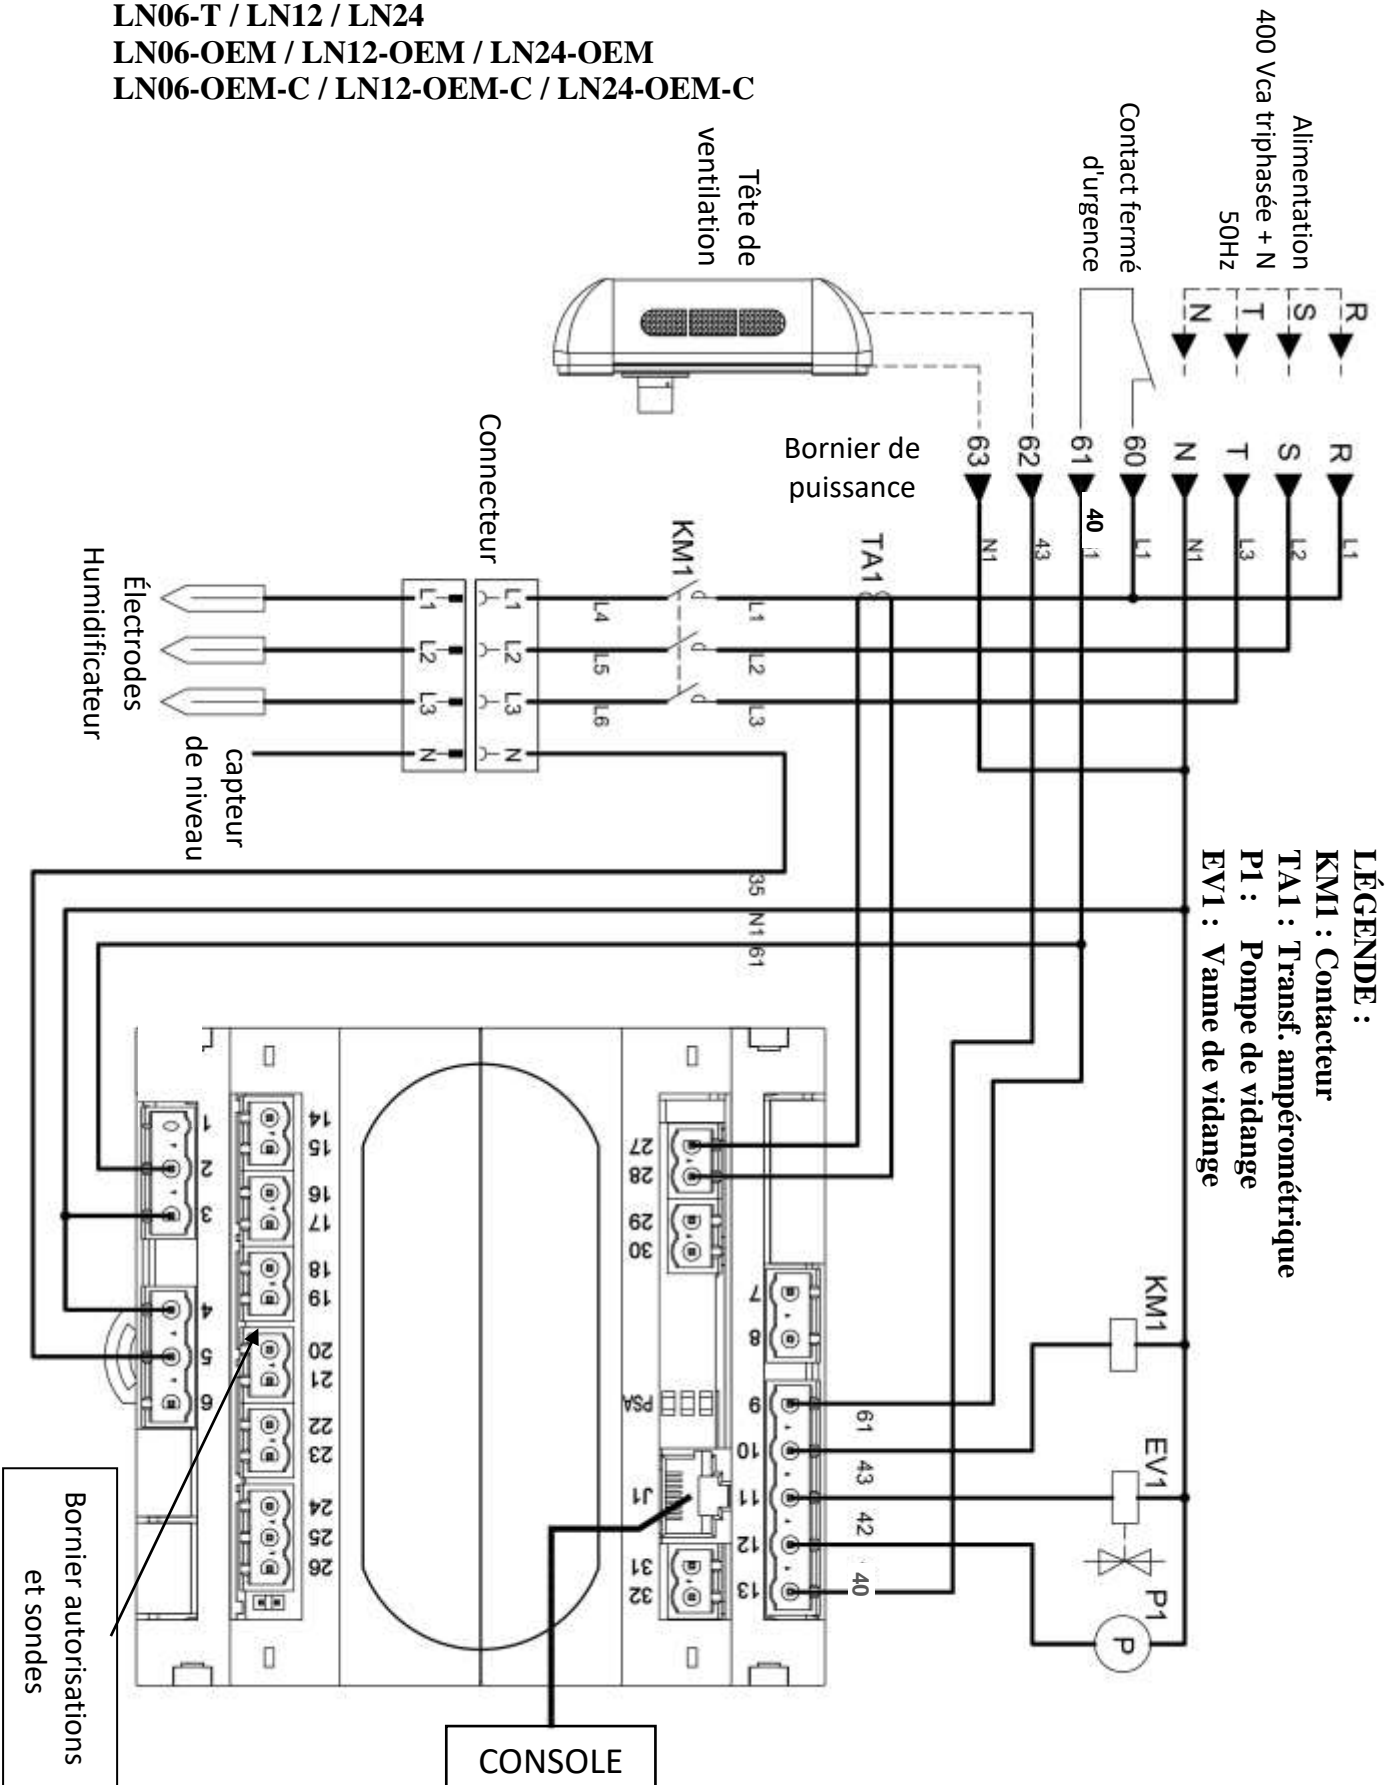 LN06-T / LN12 / LN24
LN06-OEM / LN12-OEM / LN24-OEM
LN06-OEM-C / LN12-OEM-C / LN24-OEM-C
Alimentation
400 Vca triphasée + N
50Hz
Contact fermé
d'urgence
Tête de
ventilation
R
S
T
N
R
S
T
N
60
61
62
63
Bornier de
puissance
L1
L2
L3
N1
L1
40
1
43
N1
TA1
KM1
L1
L2
L3
L4
L5
L6
Connecteur
L1
L2
L3
N
L1
L2
L3
N
Électrodes
Humidificateur
capteur
de niveau
35
N1
61
LÉGENDE :
KM1 : Contacteur
TA1 : Transf. ampérométrique
P1 : Pompe de vidange
EV1 : Vanne de vidange
KM1
EV1
P1
P
61
43
42
40
1
2
3
4
5
6
14
15
16
17
18
19
20
21
22
23
24
25
26
27
28
29
30
PSA
J1
31
32
7
8
9
10
11
12
13
Bornier autorisations
et sondes
CONSOLE